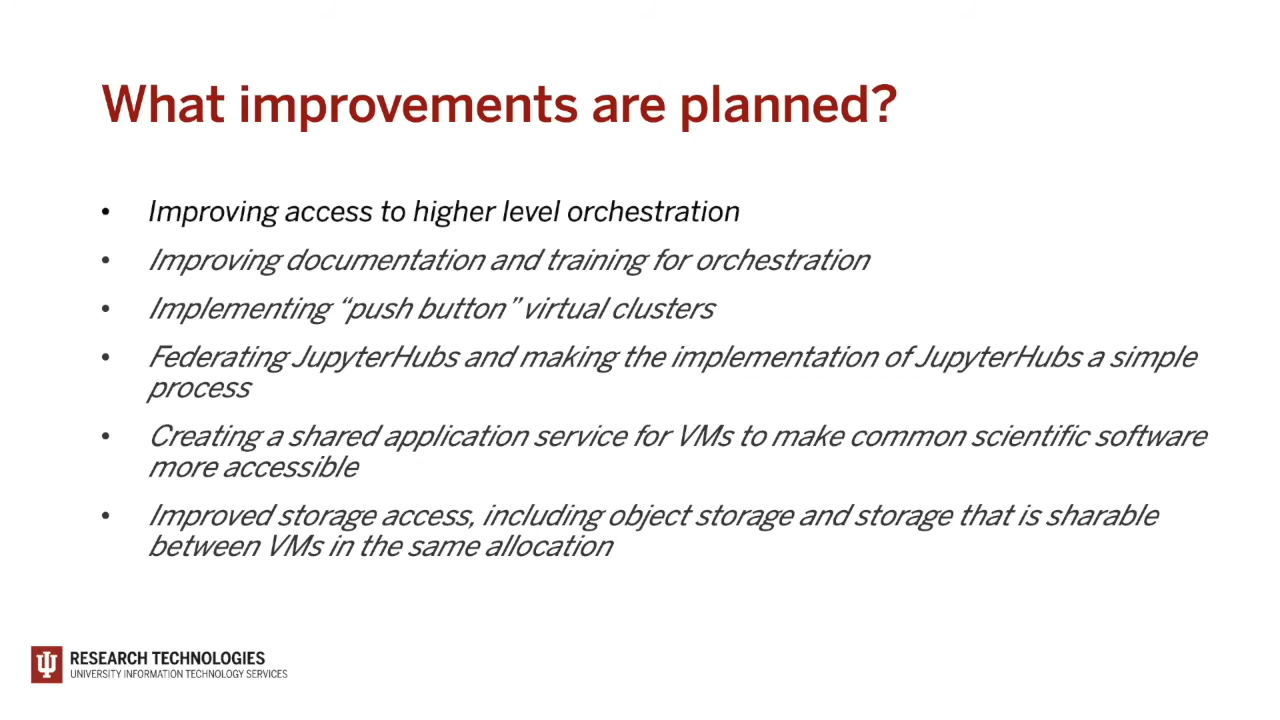 What improvements are planned?
• Improving access to higher level orchestration
• Improving documentation and training for orchestration
• Implementing “push button” virtual clusters
• Federating JupyterHubs and making the implementation of JupyterHubs a simple
process
• Creating a shared application service for VMs to make common scientific software
more accessible
• Improved storage access, including object storage and storage that is sharable
between VMs in the same allocation
RESEARCH TECHNOLOGIES
UNIVERSITY INFORMATION TECHNOLOGY SERVICES